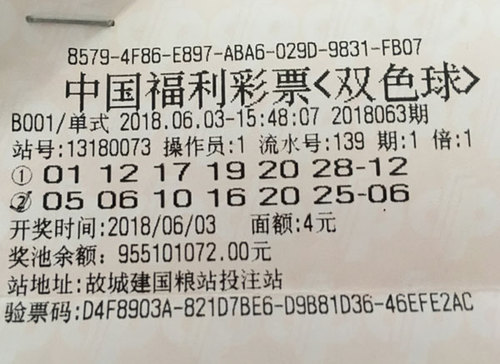 8579-4F86-E897-ABA6-029D-9831-FB07
中国福利彩票<双色球>
B001/单式 2018.06.03-15:48:07 2018063期
站号:13180073 操作员:1 流水号:139 期:1 倍:1
① 01 12 17 19 20 28-12
② 05 06 10 16 20 25-06
开奖时间:2018/06/03 面额:4元
奖池余额: 955101072.00元
站地址:故城建国粮站投注站
验票码:D4F8903A-821D7BE6-D9B81D36-46EFE2AC